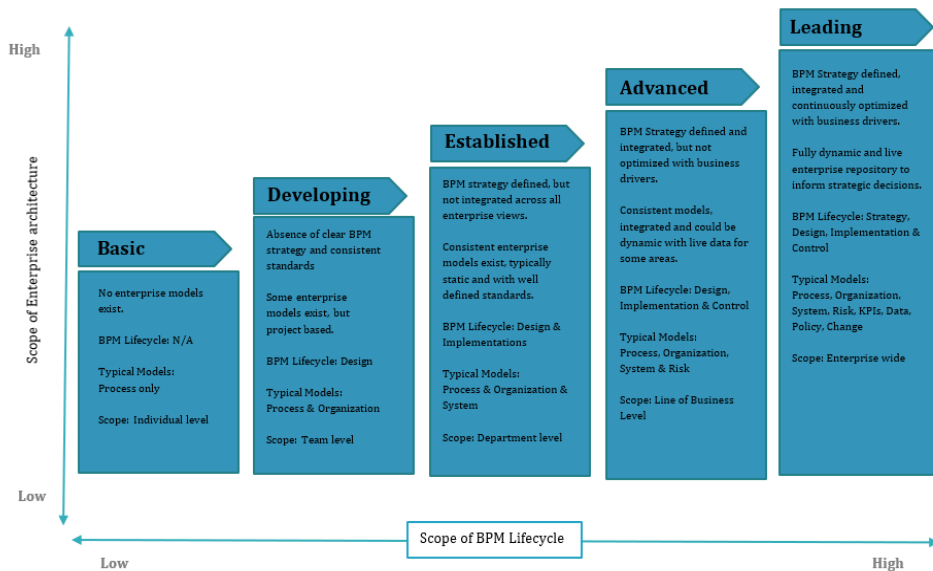 High
Scope of Enterprise architecture
Low
Basic
No enterprise models
exist.
BPM Lifecycle: N/A
Typical Models:
Process only
Scope: Individual level
Developing
Absence of clear BPM
strategy and consistent
standards
Some enterprise
models exist, but
project based.
BPM Lifecycle: Design
Typical Models:
Process & Organization
Scope: Team level
Established
BPM strategy defined, but
not integrated across all
enterprise views.
Consistent enterprise
models exist, typically
static and with well
defined standards.
BPM Lifecycle: Design &
Implementations
Typical Models:
Process & Organization &
System
Scope: Department level
Advanced
BPM Strategy defined and
integrated, but not
optimized with business
drivers.
Consistent models,
integrated and could be
dynamic with live data for
some areas.
BPM Lifecycle: Design,
Implementation & Control
Typical Models:
Process, Organization,
System & Risk
Scope: Line of Business
Level
Leading
BPM Strategy defined,
integrated and
continuously optimized
with business drivers.
Fully dynamic and live
enterprise repository to
inform strategic decisions.
BPM Lifecycle: Strategy,
Design, Implementation &
Control
Typical Models:
Process, Organization,
System, Risk, KPIs, Data,
Policy, Change
Scope: Enterprise wide
Scope of BPM Lifecycle
Low
High